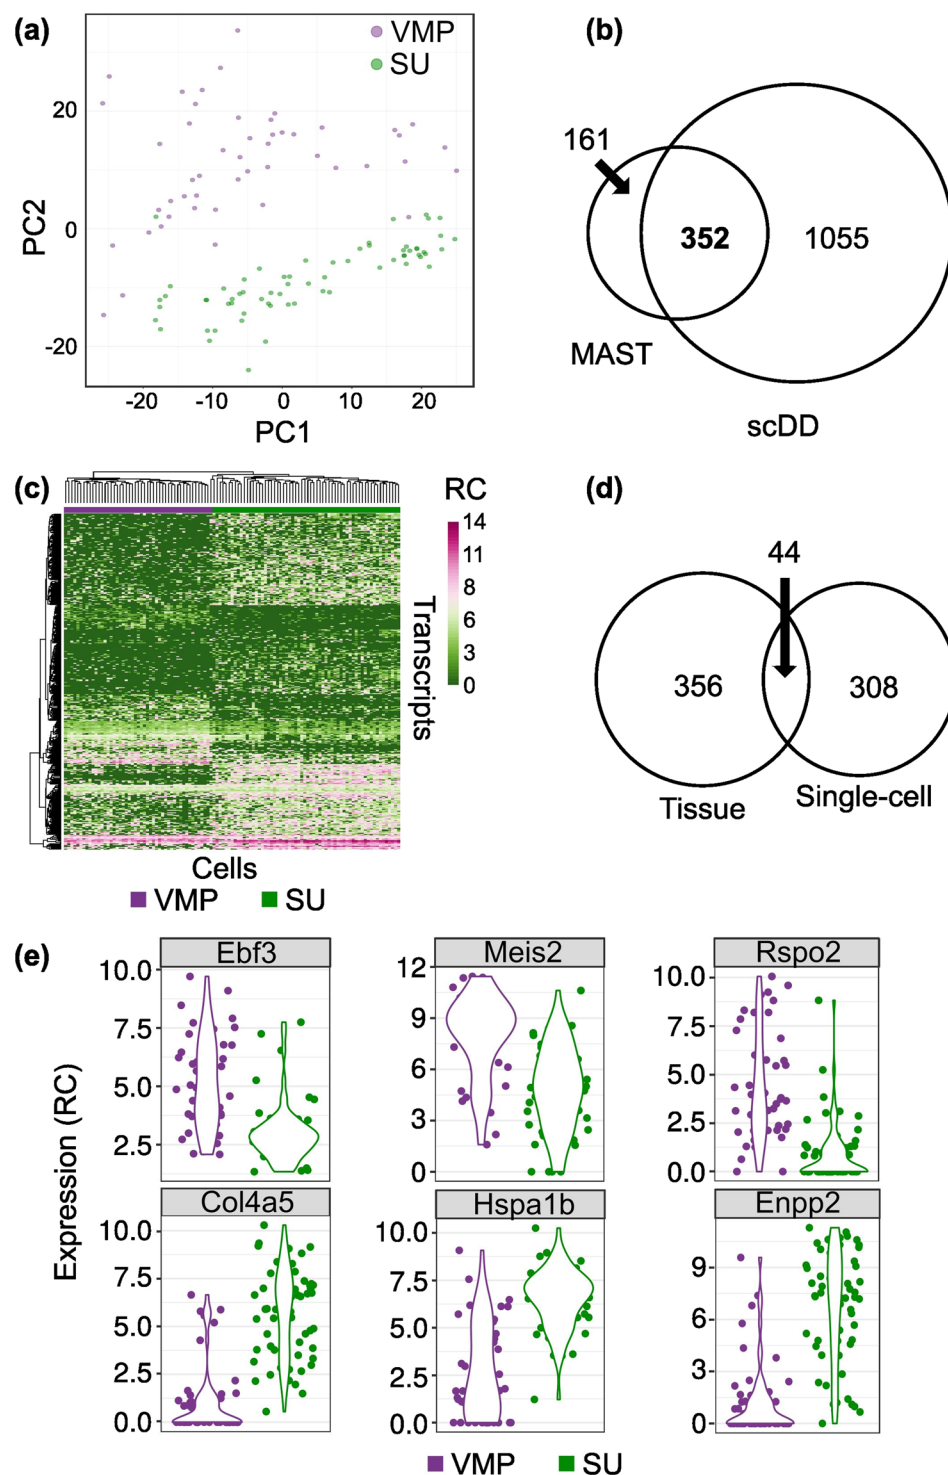 (a)
VMP
SU
20
0
-20
PC2
-20
-10
0
10
20
PC1
(b)
161
352
1055
MAST
scDD
(c)
RC
14
11
8
6
3
0
Transcripts
Cells
VMP
SU
(d)
44
356
308
Tissue
Single-cell
(e)
Expression (RC)
Ebf3
10.0
7.5
5.0
2.5
Meis2
12
9
6
3
0
Rspo2
10.0
7.5
5.0
2.5
0.0
Col4a5
10.0
7.5
5.0
2.5
0.0
Hspa1b
10.0
7.5
5.0
2.5
0.0
Enpp2
9
6
3
0
VMP
SU